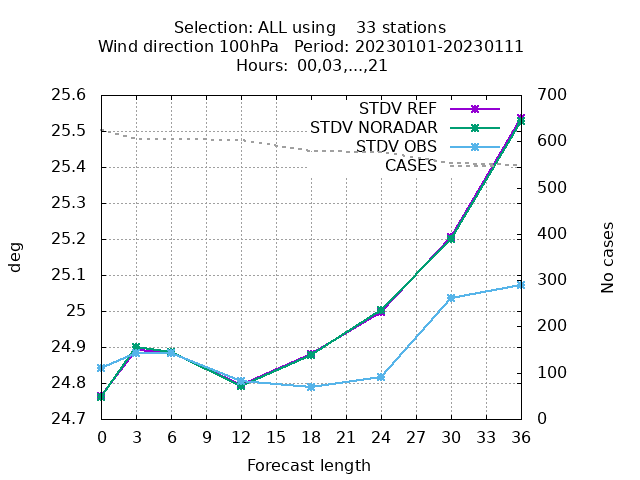 Selection: ALL using    33 stations
Wind direction 100hPa   Period: 20230101-20230111
Hours:  00,03,...,21
25.6
25.5
25.4
25.3
25.2
25.1
25
24.9
24.8
24.7
deg
STDV REF
STDV NORADAR
STDV OBS
CASES
700
600
500
400
300
200
100
0
No cases
0 3 6 9 12 15 18 21 24 27 30 33 36
Forecast length